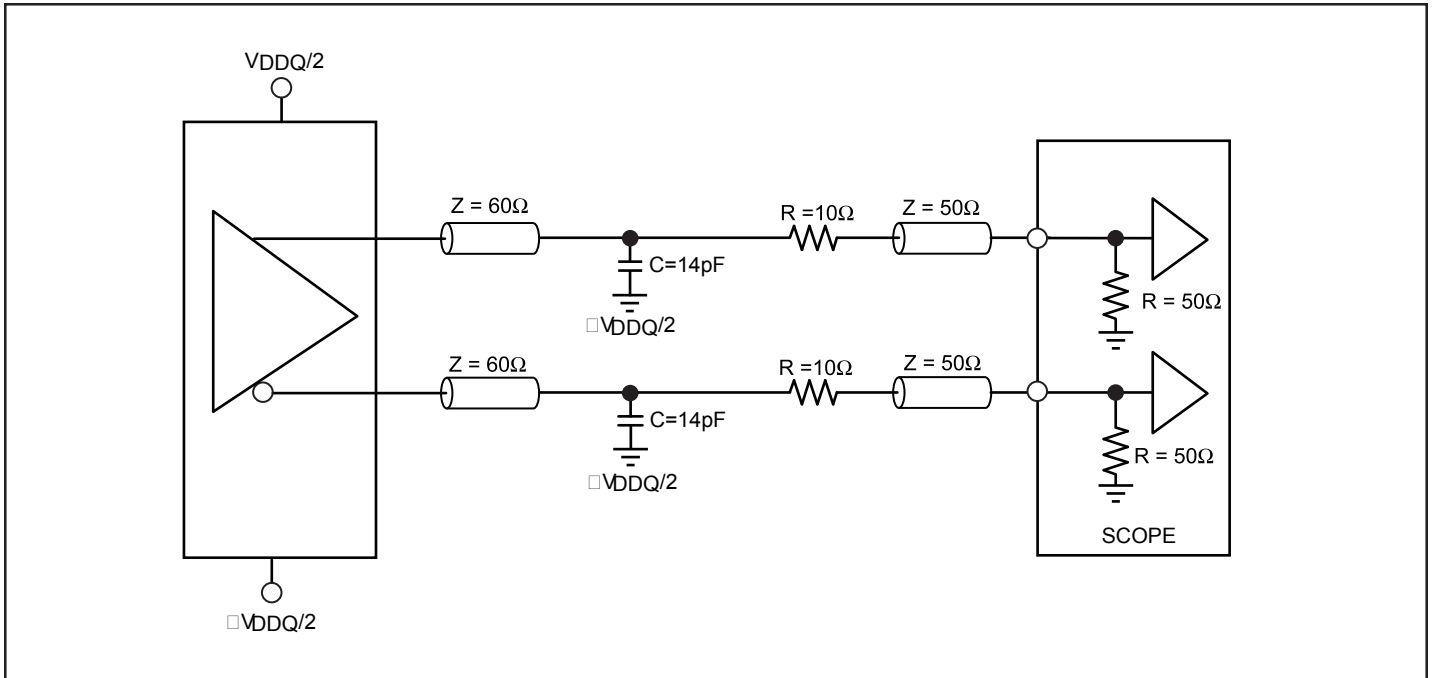 VDDQ/2
Z = 60Ω
R =10Ω
Z = 50Ω
C=14pF
R = 50Ω
□VDDQ/2
Z = 60Ω
R =10Ω
Z = 50Ω
C=14pF
R = 50Ω
□VDDQ/2
SCOPE
□VDDQ/2